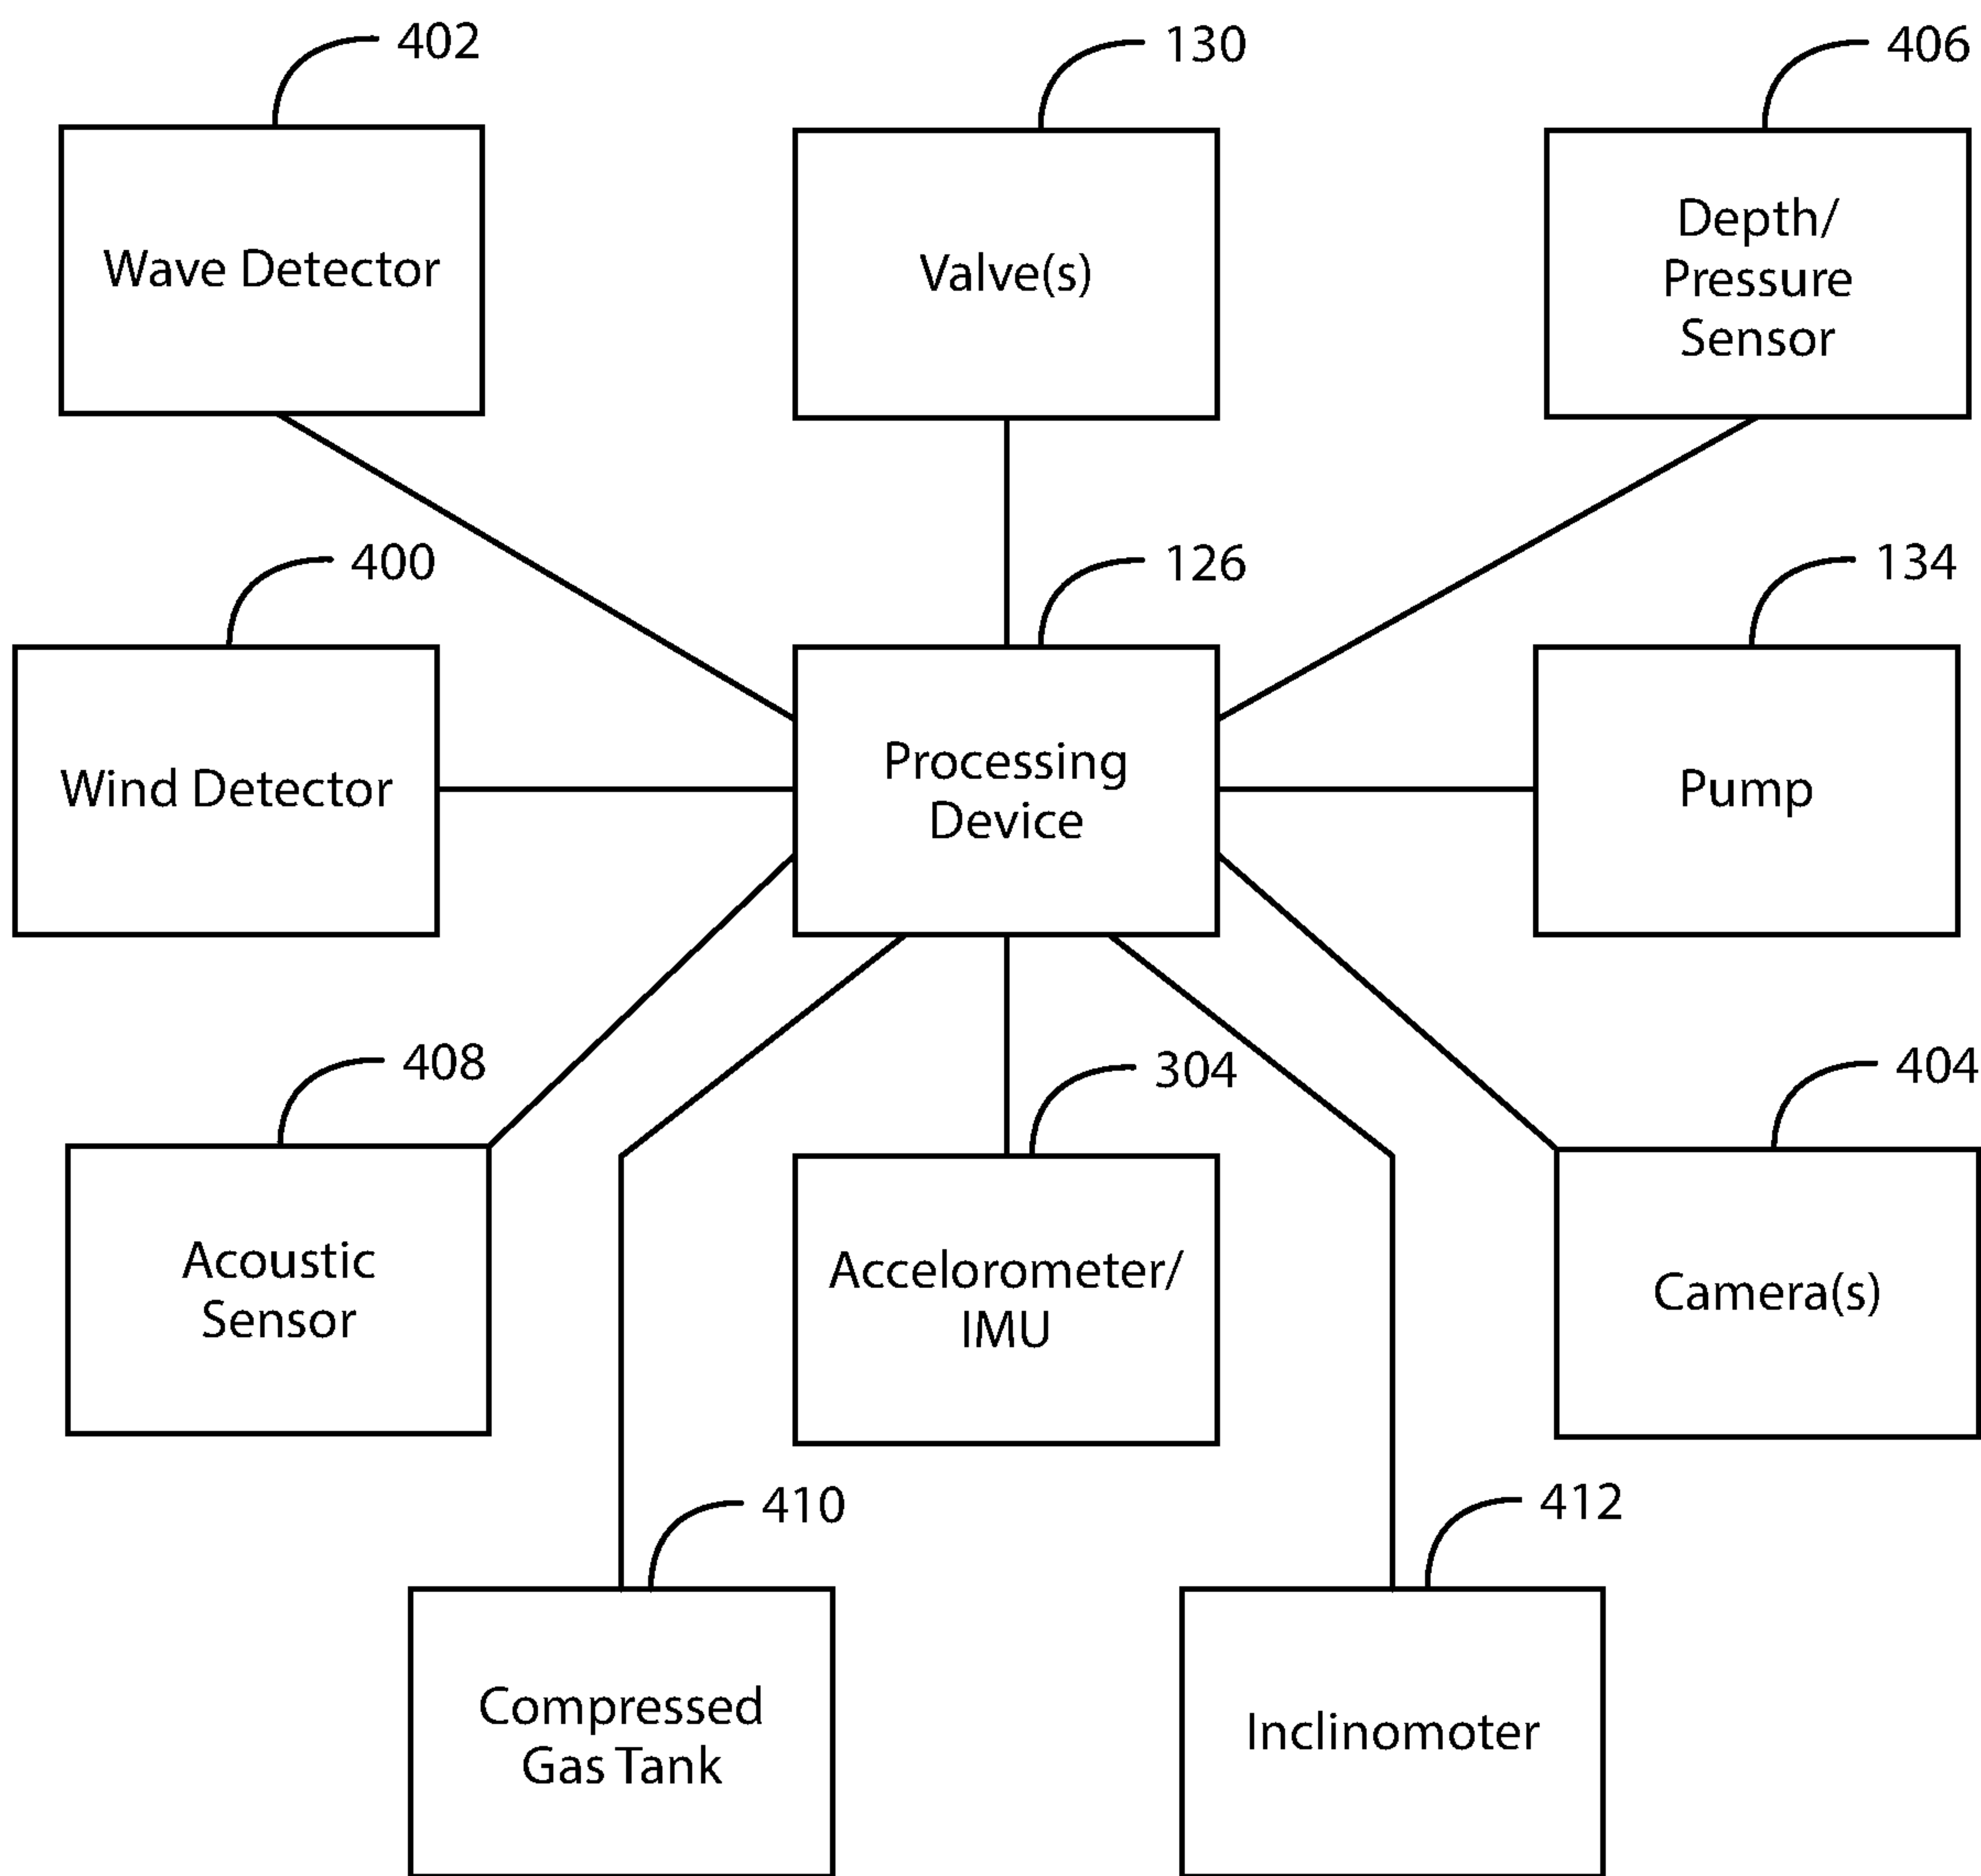 402
130
406
Wave Detector
Valve(s)
Depth/
Pressure
Sensor
400
126
134
Wind Detector
Processing
Device
Pump
408
304
404
Acoustic
Sensor
Accelorometer/
IMU
Camera(s)
410
412
Compressed
Gas Tank
Inclinomoter